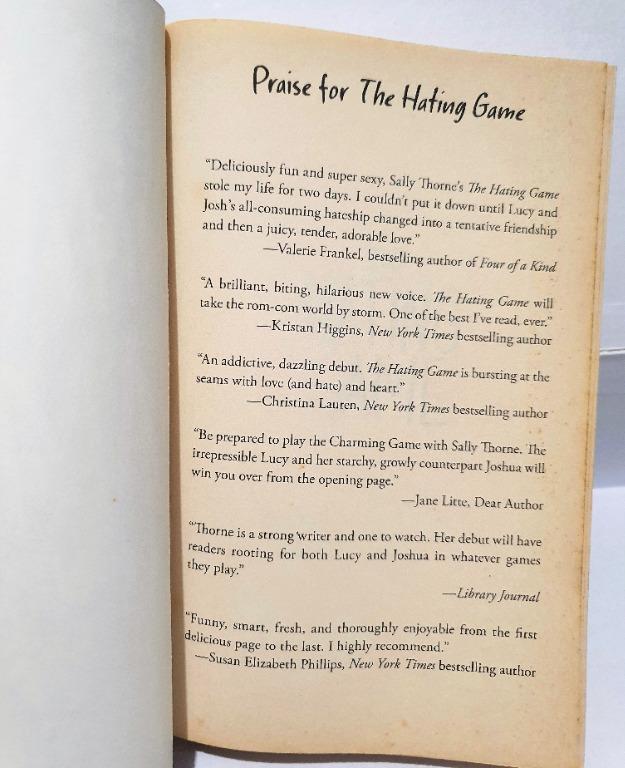 Praise for The Hating Game
“Deliciously fun and super sexy, Sally Thorne’s The Hating Game
stole my life for two days. I couldn’t put it down until Lucy and
Josh’s all-consuming hateship changed into a tentative friendship
and then a juicy, tender, adorable love.”
—Valerie Frankel, bestselling author of Four of a Kind
“A brilliant, biting, hilarious new voice. The Hating Game will
take the rom-com world by storm. One of the best I’ve read, ever.”
—Kristan Higgins, New York Times bestselling author
“An addictive, dazzling debut. The Hating Game is bursting at the
seams with love (and hate) and heart.”
—Christina Lauren, New York Times bestselling author
“Be prepared to play the Charming Game with Sally Thorne. The
irrepressible Lucy and her starchy, growly counterpart Joshua will
win you over from the opening page.”
—Jane Litte, Dear Author
“Thorne is a strong writer and one to watch. Her debut will have
readers rooting for both Lucy and Joshua in whatever games
they play.”
—Library Journal
“Funny, smart, fresh, and thoroughly enjoyable from the first
delicious page to the last. I highly recommend.”
—Susan Elizabeth Phillips, New York Times bestselling author